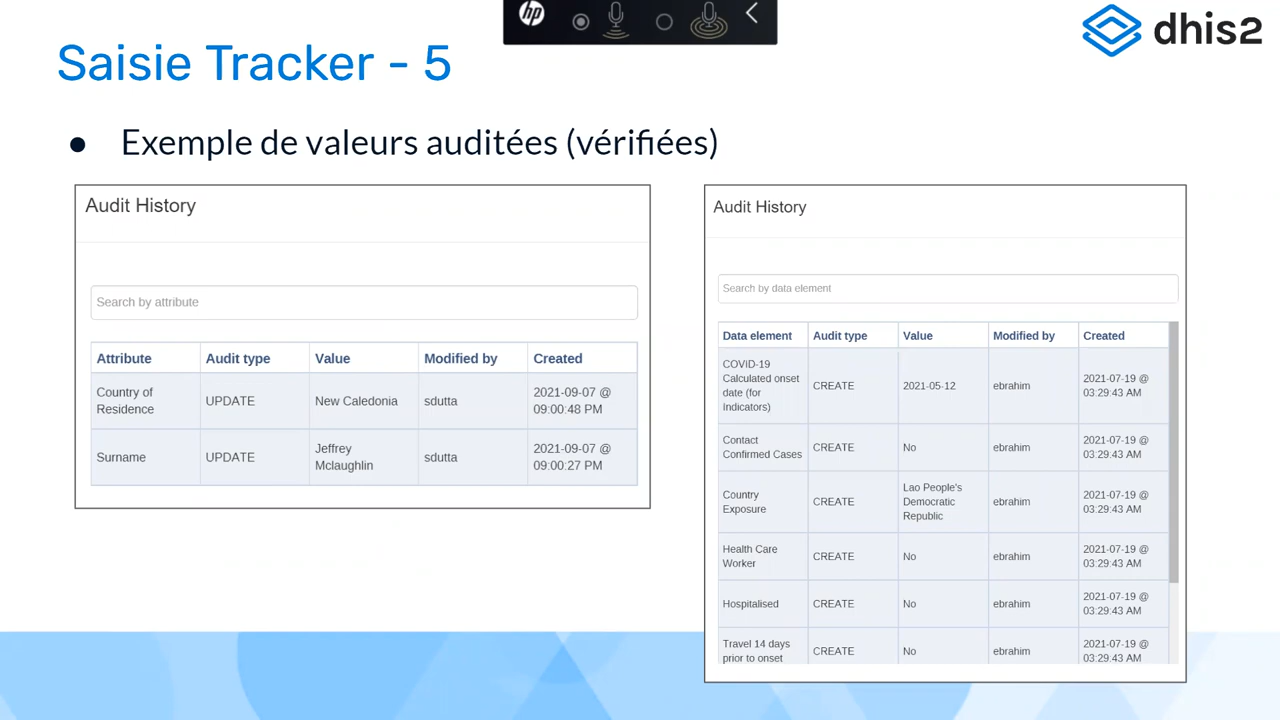 hp
dhis2
Saisie Tracker - 5
● Exemple de valeurs auditées (vérifiées)
Audit History
Search by attribute
Attribute Audit type Value Modified by Created
Country of Residence UPDATE New Caledonia sdutta 2021-09-07 @ 09:00:48 PM
Surname UPDATE Jeffrey Mclaughlin sdutta 2021-09-07 @ 09:00:27 PM
Audit History
Search by data element
Data element Audit type Value Modified by Created
COVID-19 Calculated onset date (for Indicators) CREATE 2021-05-12 ebrahim 2021-07-19 @ 03:29:43 AM
Contact Confirmed Cases CREATE No ebrahim 2021-07-19 @ 03:29:43 AM
Country Exposure CREATE Lao People's Democratic Republic ebrahim 2021-07-19 @ 03:29:43 AM
Health Care Worker CREATE No ebrahim 2021-07-19 @ 03:29:43 AM
Hospitalised CREATE No ebrahim 2021-07-19 @ 03:29:43 AM
Travel 14 days prior to onset CREATE No ebrahim 2021-07-19 @ 03:29:43 AM